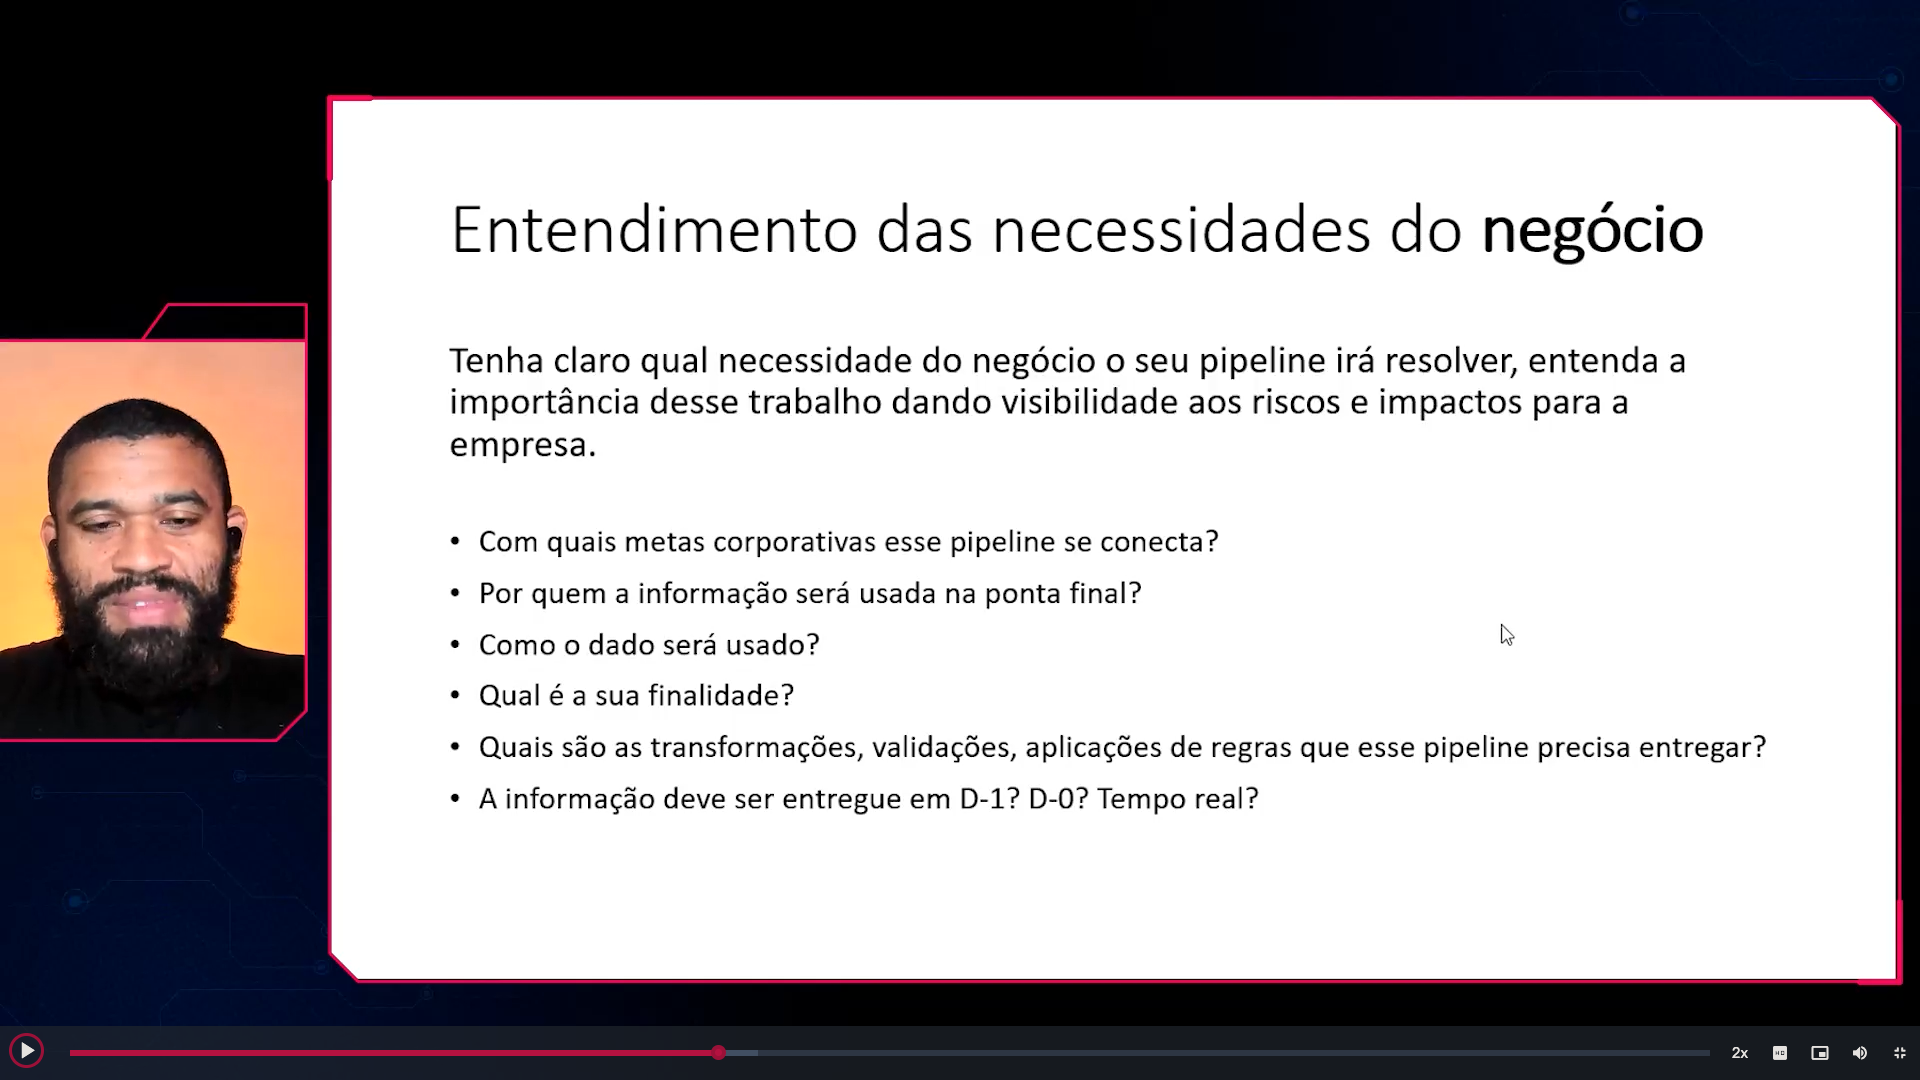 Entendimento das necessidades do negócio
Tenha claro qual necessidade do negócio o seu pipeline irá resolver, entenda a
importância desse trabalho dando visibilidade aos riscos e impactos para a
empresa.
• Com quais metas corporativas esse pipeline se conecta?
• Por quem a informação será usada na ponta final?
• Como o dado será usado?
• Qual é a sua finalidade?
• Quais são as transformações, validações, aplicações de regras que esse pipeline precisa entregar?
• A informação deve ser entregue em D-1? D-0? Tempo real?
2x
HD